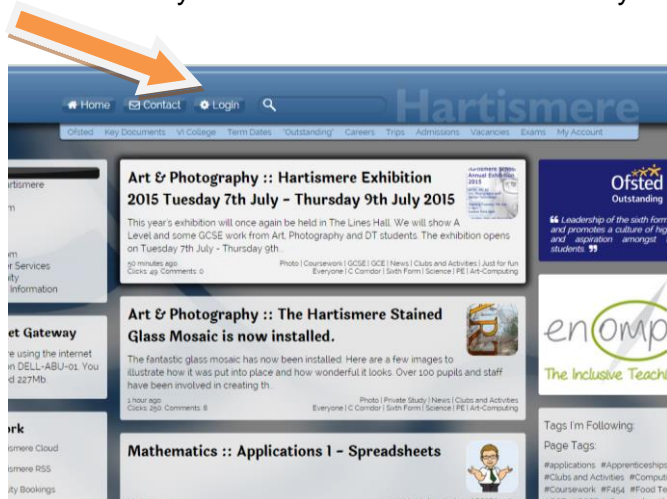 Home Contact Login
Hartismere
Ofsted Key Documents VI College Term Dates 'Outstanding' Careers Trips Admissions Vacancies Exams My Account
Art & Photography :: Hartismere Exhibition
2015 Tuesday 7th July – Thursday 9th July 2015
This year's exhibition will once again be held in The Lines Hall. We will show A
Level and some GCSE work from Art, Photography and DT students. The exhibition opens
on Tuesday 7th July - Thursday 9th..
50 minutes ago
Clicks: 49 Comments: 0
Photo | Coursework | GCSE | GCE | News | Clubs and Activities | Just for fun
Everyone | C Corridor | Sixth Form | Science | PE | Art-Computing
Art & Photography :: The Hartismere Stained
Glass Mosaic is now installed.
The fantastic glass mosaic has now been installed. Here are a few images to
illustrate how it was put into place and how wonderful it looks. Over 100 pupils and staff
have been involved in creating th..
1 hour ago
Clicks: 250 Comments: 8
Photo | Private Study | News | Clubs and Activities
Everyone | C Corridor | Sixth Form | Science | PE | Art-Computing
Mathematics :: Applications 1 – Spreadsheets
Services
Information
et Gateway
using the internet
on DELL-ABU-01. You
227Mb.
Cloud
RSS
Bookings
Ofsted
Outstanding
Leadership of the sixth form
and promotes a culture of
and aspiration amongst
students.
The Inclusive
Tags I'm Following:
Page Tags:
#applications
#Clubs and Activities
#Coursework #F454 #Food